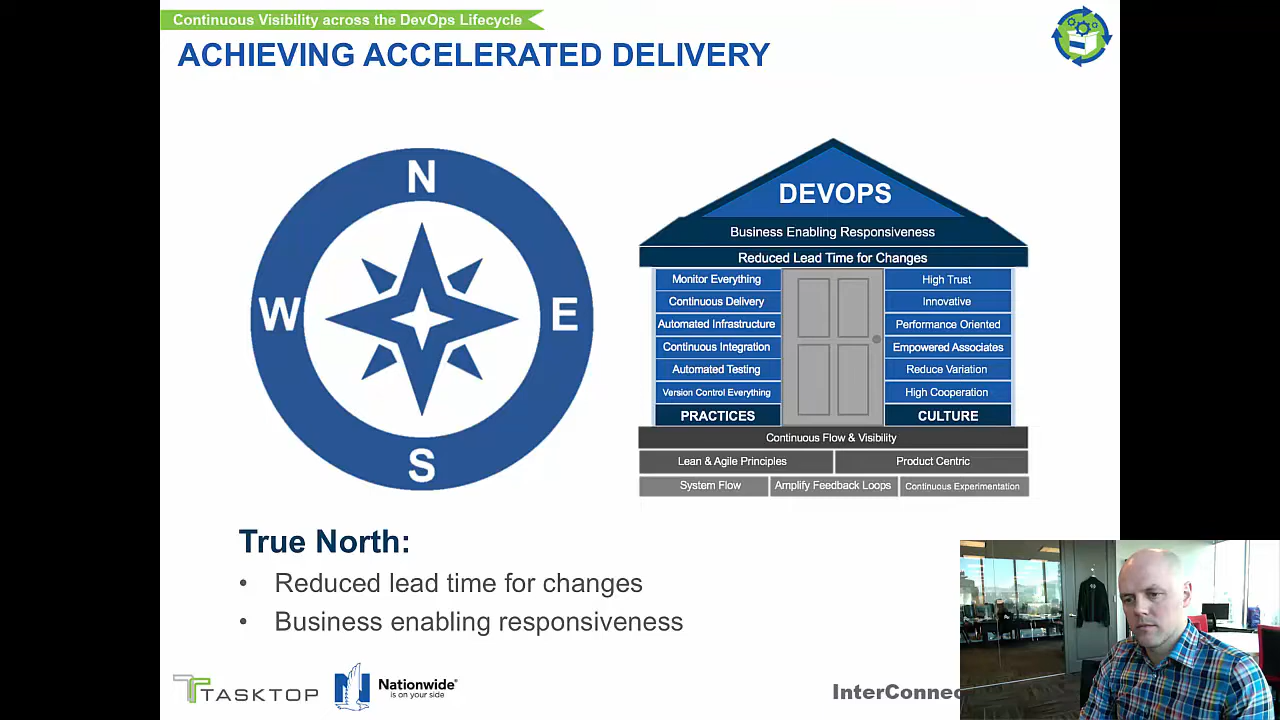 Continuous Visibility across the DevOps Lifecycle
ACHIEVING ACCELERATED DELIVERY
N
W
E
S
DEVOPS
Business Enabling Responsiveness
Reduced Lead Time for Changes
Monitor Everything
Continuous Delivery
Automated Infrastructure
Continuous Integration
Automated Testing
Version Control Everything
PRACTICES
High Trust
Innovative
Performance Oriented
Empowered Associates
Reduce Variation
High Cooperation
CULTURE
Continuous Flow & Visibility
Lean & Agile Principles
Product Centric
System Flow
Amplify Feedback Loops
Continuous Experimentation
True North:
• Reduced lead time for changes
• Business enabling responsiveness
TASKTOP
Nationwide®
is on your side
InterConnec